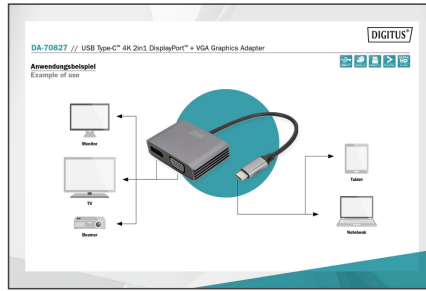 DIGITUS®
DA-70827 // USB Type-C™ 4K 2in1 DisplayPort™ + VGA Graphics Adapter
Anwendungsbeispiel
Example of use
HD
Monitor
TV
Beamer
Tablet
Notebook